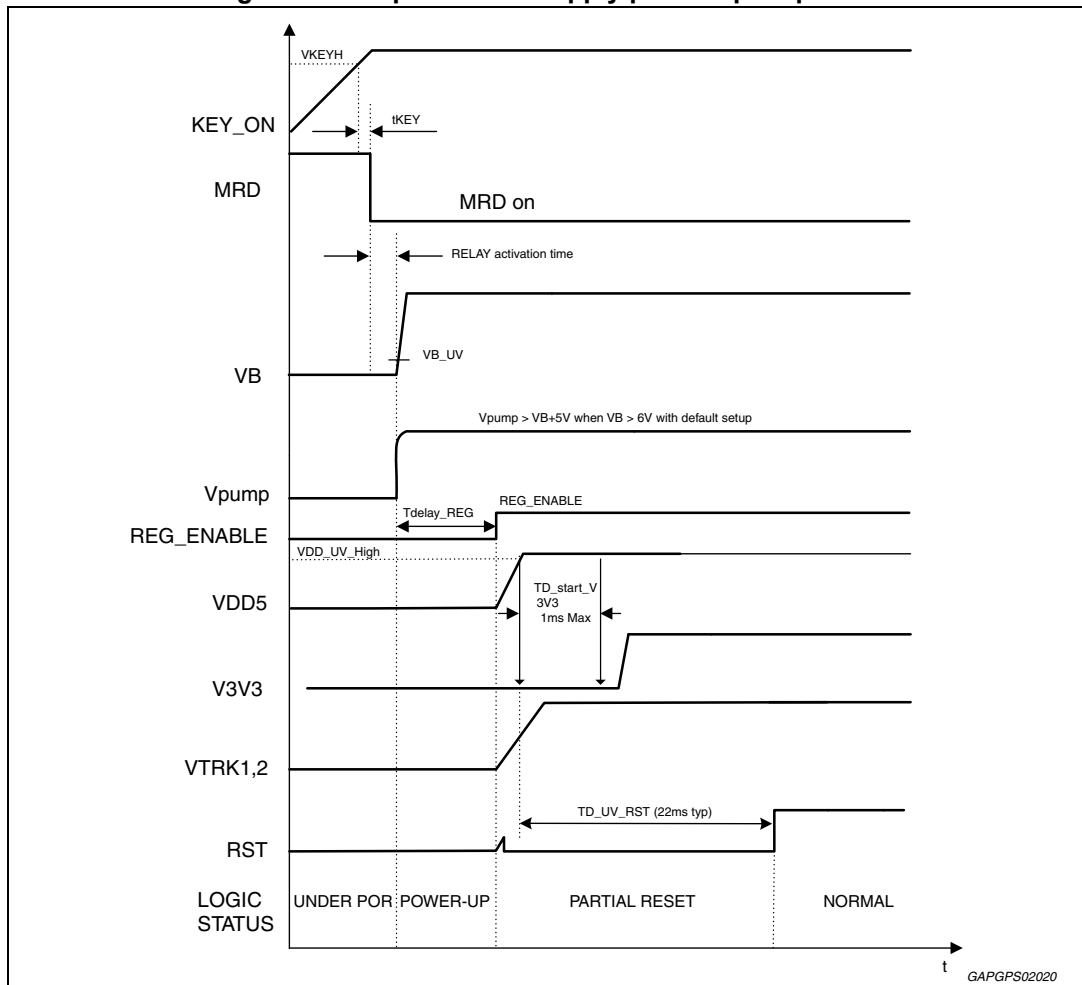 VKEYH
KEY_ON
tKEY
MRD
MRD on
RELAY activation time
VB_UV
VB
Vpump > VB+5V when VB > 6V with default setup
Vpump
Tdelay_REG
REG_ENABLE
REG_ENABLE
VDD_UV_High
TD_start_V
3V3
1ms Max
VDD5
V3V3
VTRK1,2
TD_UV_RST (22ms typ)
RST
LOGIC
STATUS
UNDER POR
POWER-UP
PARTIAL RESET
NORMAL
t
GAPGPS02020